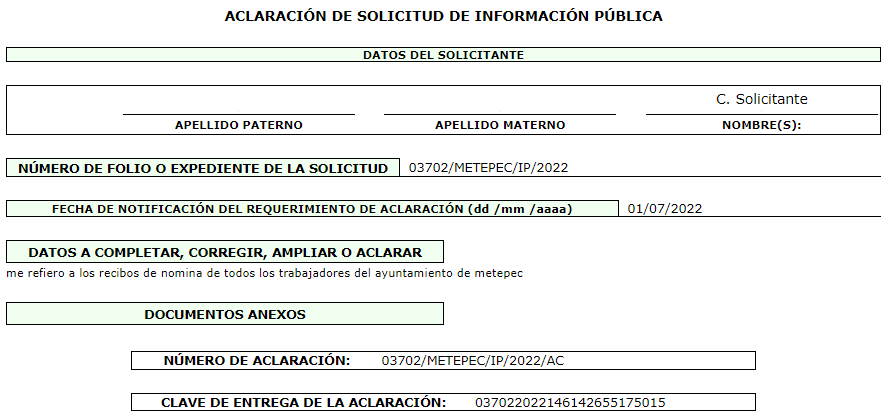 ACLARACIÓN DE SOLICITUD DE INFORMACIÓN PÚBLICA
DATOS DEL SOLICITANTE
C. Solicitante
APELLIDO PATERNO APELLIDO MATERNO NOMBRE(S):
NÚMERO DE FOLIO O EXPEDIENTE DE LA SOLICITUD 03702/METEPEC/IP/2022
FECHA DE NOTIFICACIÓN DEL REQUERIMIENTO DE ACLARACIÓN (dd /mm /aaaa) 01/07/2022
DATOS A COMPLETAR, CORREGIR, AMPLIAR O ACLARAR
me refiero a los recibos de nomina de todos los trabajadores del ayuntamiento de metepec
DOCUMENTOS ANEXOS
NÚMERO DE ACLARACIÓN: 03702/METEPEC/IP/2022/AC
CLAVE DE ENTREGA DE LA ACLARACIÓN: 037022022146142655175015